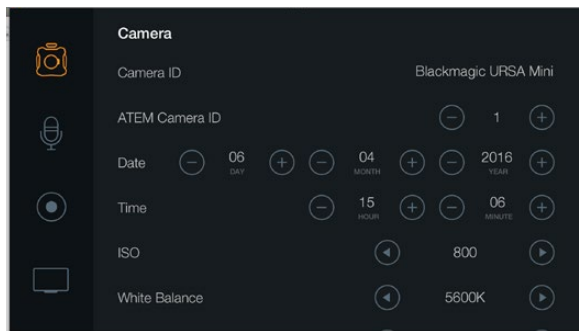 Camera
Camera ID Blackmagic URSA Mini
ATEM Camera ID 1
Date 06 04 2016
DAY MONTH YEAR
Time 15 06
HOUR MINUTE
ISO 800
White Balance 5600K